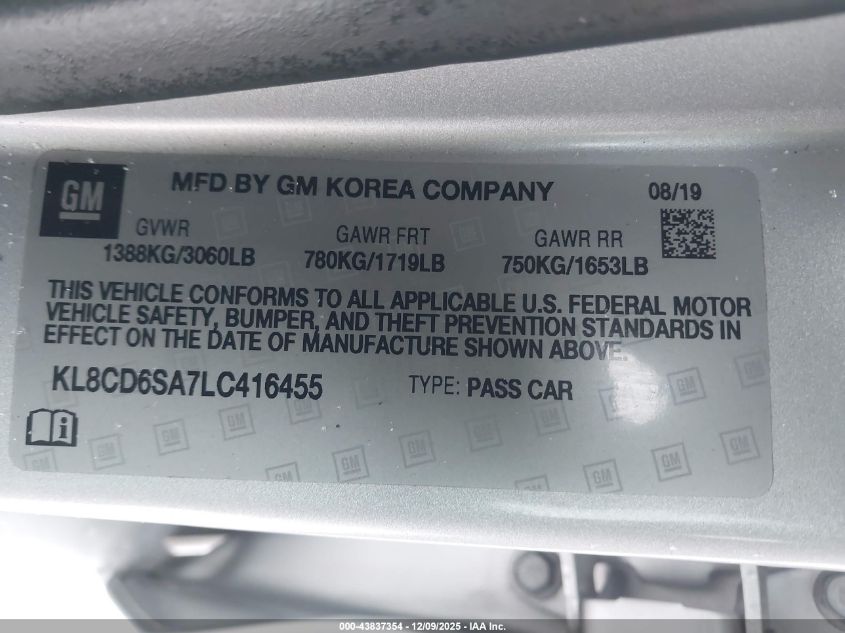 GM
MFD BY GM KOREA COMPANY
08/19
GVWR
1388KG/3060LB
GAWR FRT
780KG/1719LB
GAWR RR
750KG/1653LB
THIS VEHICLE CONFORMS TO ALL APPLICABLE U.S. FEDERAL MOTOR
VEHICLE SAFETY, BUMPER, AND THEFT PREVENTION STANDARDS IN
EFFECT ON THE DATE OF MANUFACTURE SHOWN ABOVE.
KL8CD6SA7LC416455
TYPE: PASS CAR
000-43837354 - 12/09/2025 - IAA Inc.